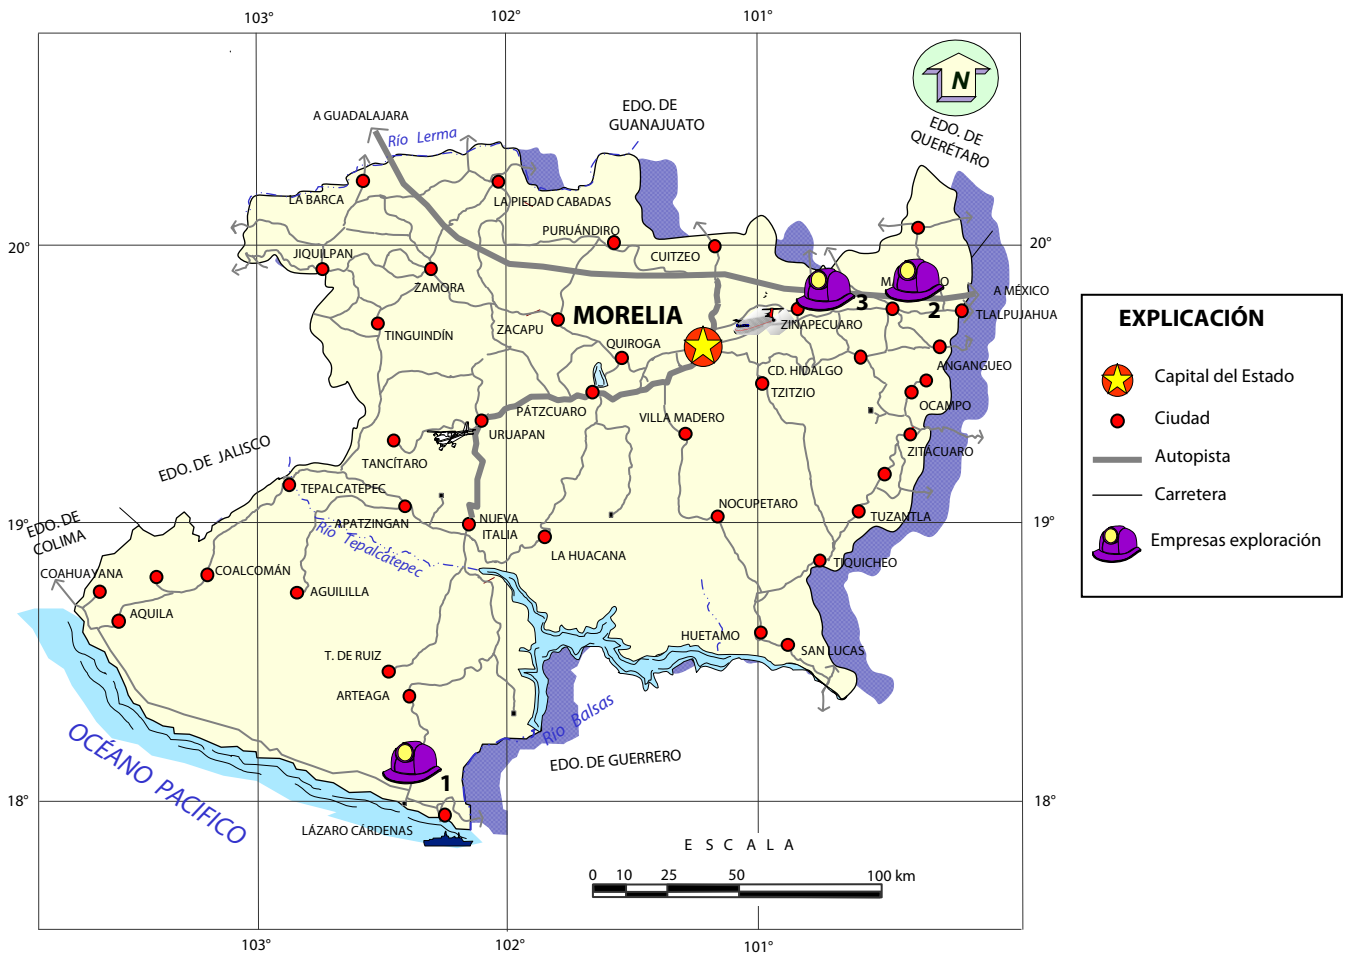 103°
102°
101°
N
EDO. DE
QUERÉTARO
EDO. DE
GUANAJUATO
A GUADALAJARA
Río Lerma
LA BARCA
LA PIEDAD CABADAS
PURUÁNDIRO
CUITZEO
20°
20°
JIQUILPAN
ZAMORA
A MÉXICO
3
2
TLALPUJAHUA
ZINAPECUARO
MORELIA
ZACAPU
TINGUINDÍN
QUIROGA
CD. HIDALGO
TZITZIO
ANGANGUEO
OCAMPO
PÁTZCUARO
VILLA MADERO
URUAPAN
ZITÁCUARO
TANCÍTARO
EDO. DE JALISCO
TEPALCATEPEC
NOCUPETARO
APATZINGAN
NUEVA
ITALIA
TUZANTLA
19°
19°
EDO. DE
COLIMA
Río Tepalcatepec
LA HUACANA
TIQUICHEO
COAHUAYANA
COALCOMÁN
AGUILILLA
AQUILA
HUETAMO
SAN LUCAS
T. DE RUIZ
ARTEAGA
Río Balsas
EDO. DE GUERRERO
OCÉANO PACIFICO
1
18°
18°
LÁZARO CÁRDENAS
E S C A L A
0 10 25 50 100 km
103°
102°
101°
EXPLICACIÓN
Capital del Estado
Ciudad
Autopista
Carretera
Empresas exploración